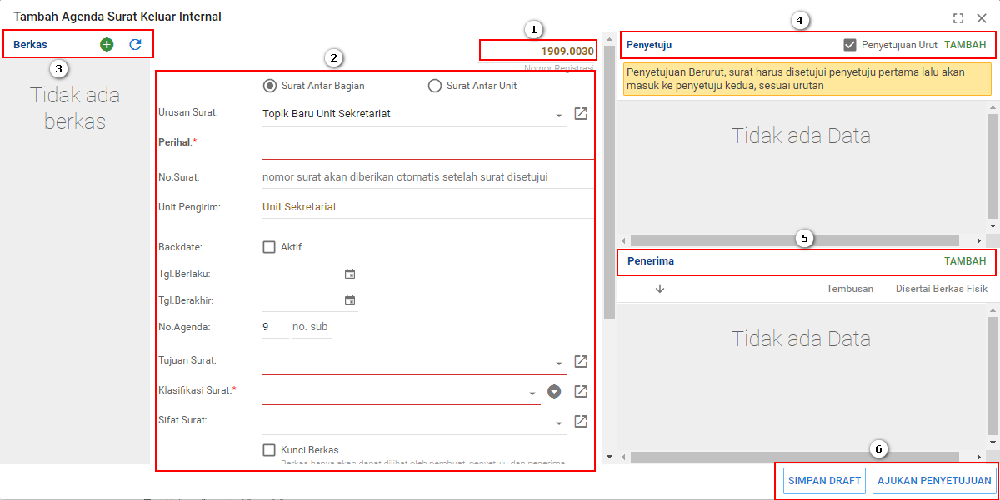 Tambah Agenda Surat Keluar Internal
Berkas
3
Tidak ada
berkas
1
1909.0030
Nomor Registrasi
2
Surat Antar Bagian
Surat Antar Unit
Urusan Surat:
Topik Baru Unit Sekretariat
Perihal:*
No.Surat:
nomor surat akan diberikan otomatis setelah surat disetujui
Unit Pengirim:
Unit Sekretariat
Backdate:
Aktif
Tgl.Berlaku:
Tgl.Berakhir:
No.Agenda:
9
no. sub
Tujuan Surat:
Klasifikasi Surat:*
Sifat Surat:
Kunci Berkas
Berkas hanya akan dapat dilihat oleh pembuat, penyetuju dan penerima
4
Penyetuju
Penyetujuan Urut
TAMBAH
Penyetujuan Berurut, surat harus disetujui penyetuju pertama lalu akan
masuk ke penyetuju kedua, sesuai urutan
Tidak ada Data
5
Penerima
TAMBAH
Tembusan
Disertai Berkas Fisik
Tidak ada Data
6
SIMPAN DRAFT
AJUKAN PENYETUJUAN